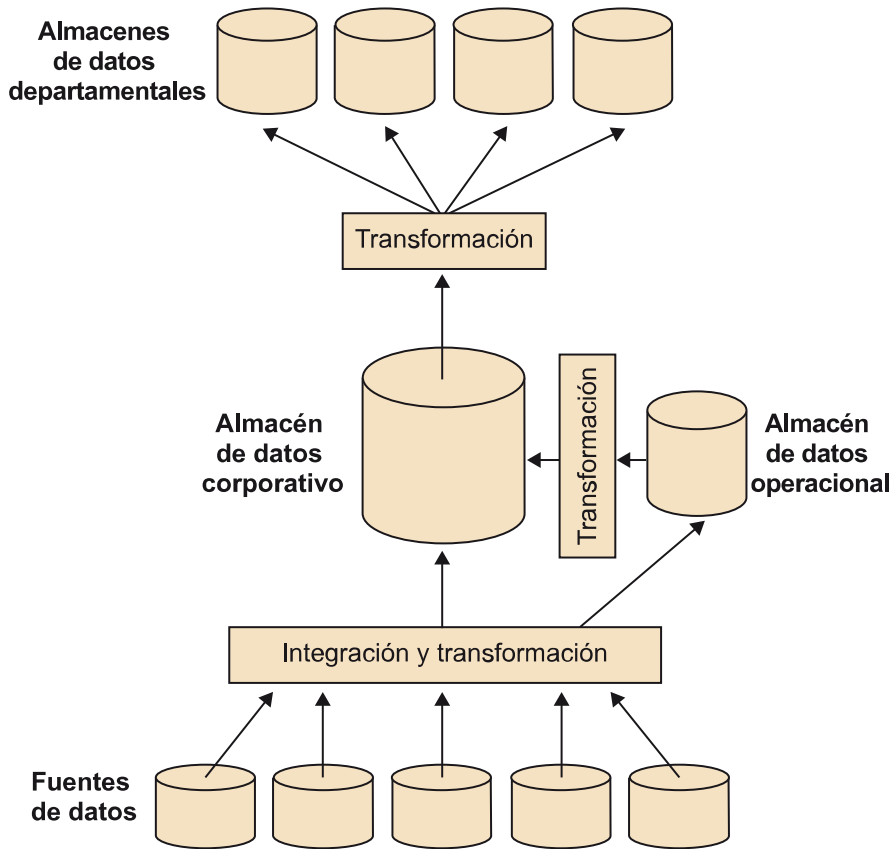 Almacenes
de datos
departamentales
Transformación
Almacén
de datos
corporativo
Transformación
Almacén
de datos
operacional
Integración y transformación
Fuentes
de datos